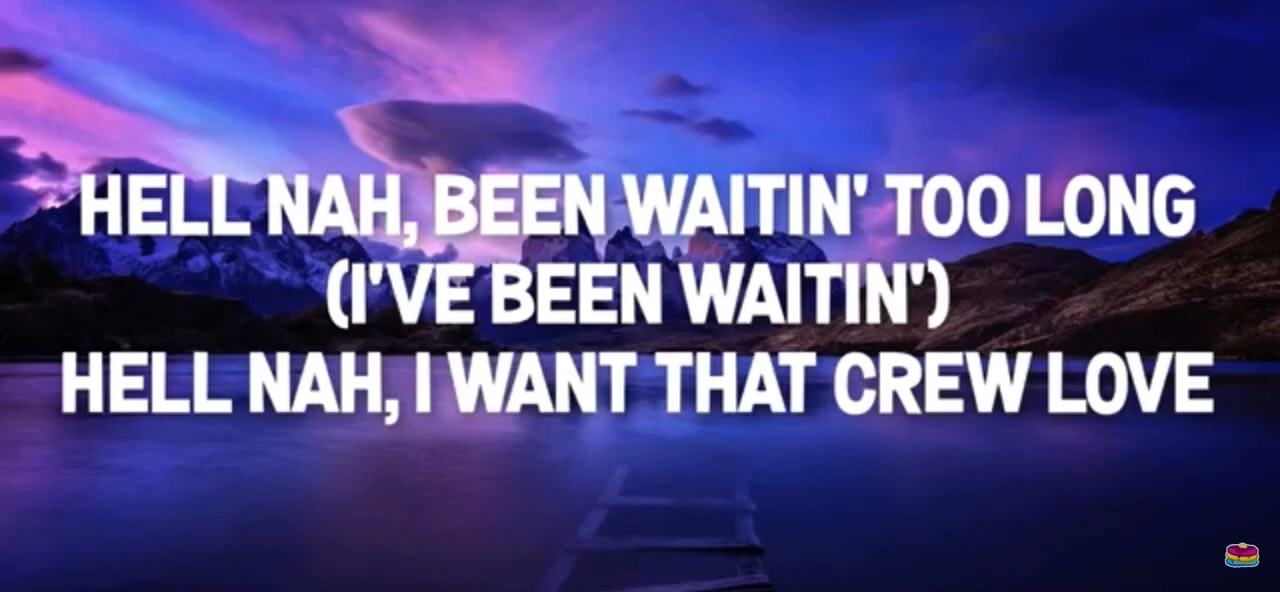 HELL NAH, BEEN WAITIN' TOO LONG
(I'VE BEEN WAITIN')
HELL NAH, I WANT THAT CREW LOVE